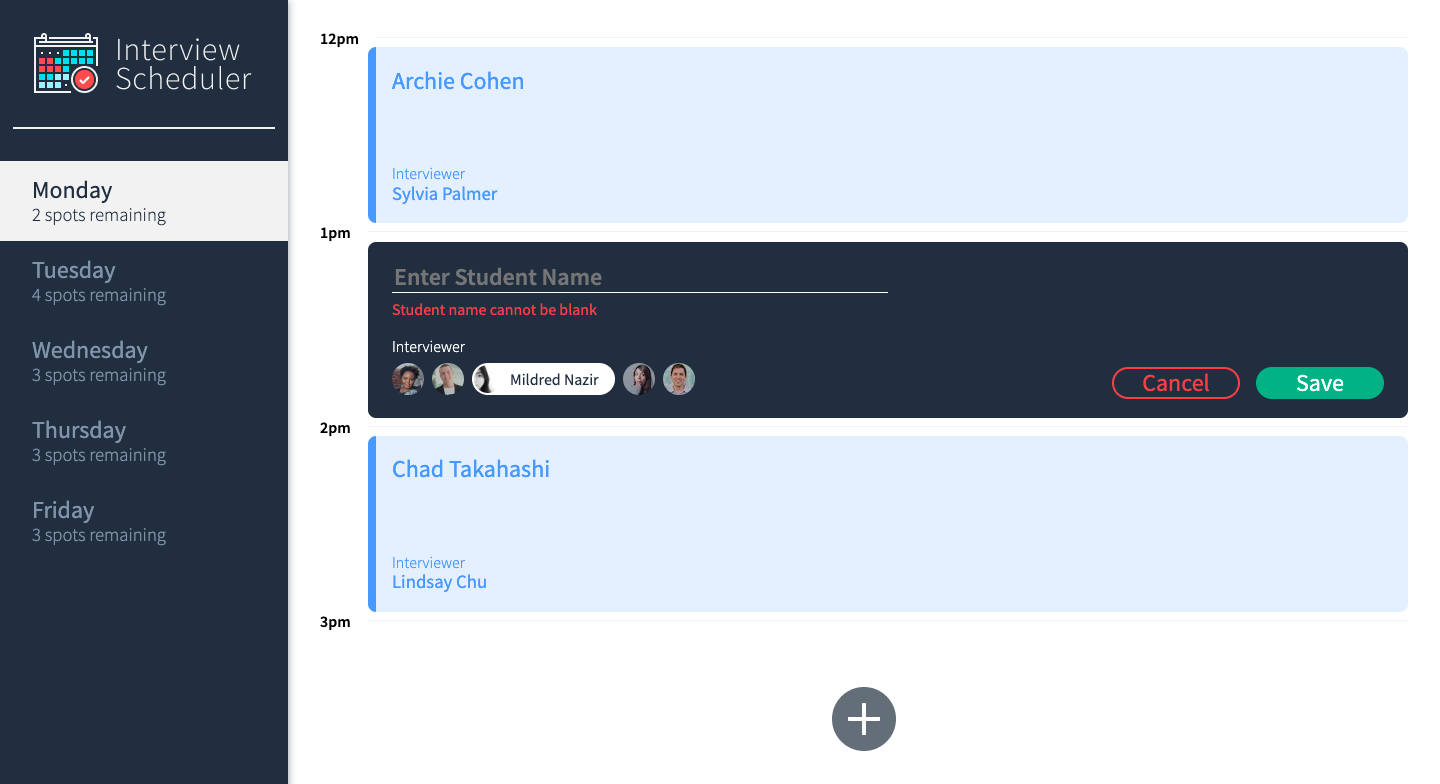 Interview
Scheduler
Monday
2 spots remaining
Tuesday
4 spots remaining
Wednesday
3 spots remaining
Thursday
3 spots remaining
Friday
3 spots remaining
12pm
Archie Cohen
Interviewer
Sylvia Palmer
1pm
Enter Student Name
Student name cannot be blank
Interviewer
Mildred Nazir
Cancel
Save
2pm
Chad Takahashi
Interviewer
Lindsay Chu
3pm